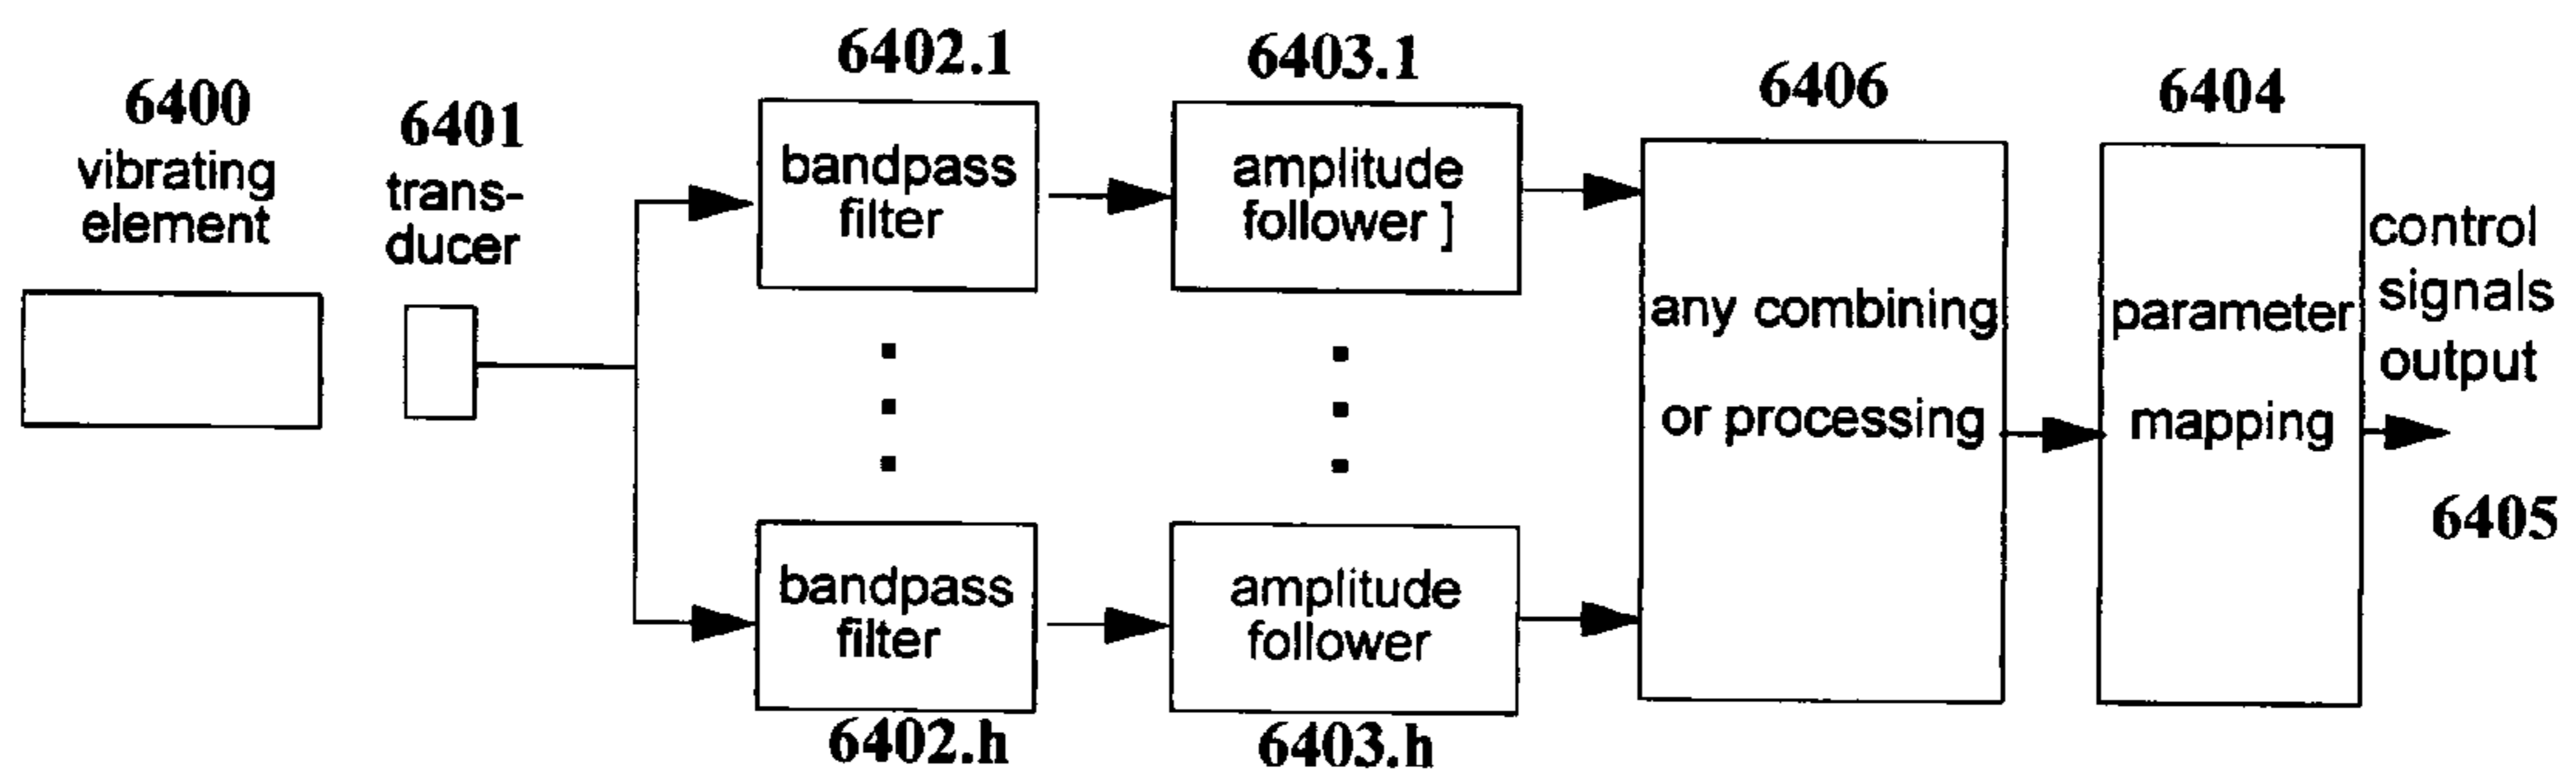 6400
vibrating
element
6401
trans-
ducer
6402.1
bandpass
filter
6403.1
amplitude
follower ]
6406
any combining
or processing
6404
parameter
mapping
control
signals
output
6405
bandpass
filter
6402.h
amplitude
follower
6403.h